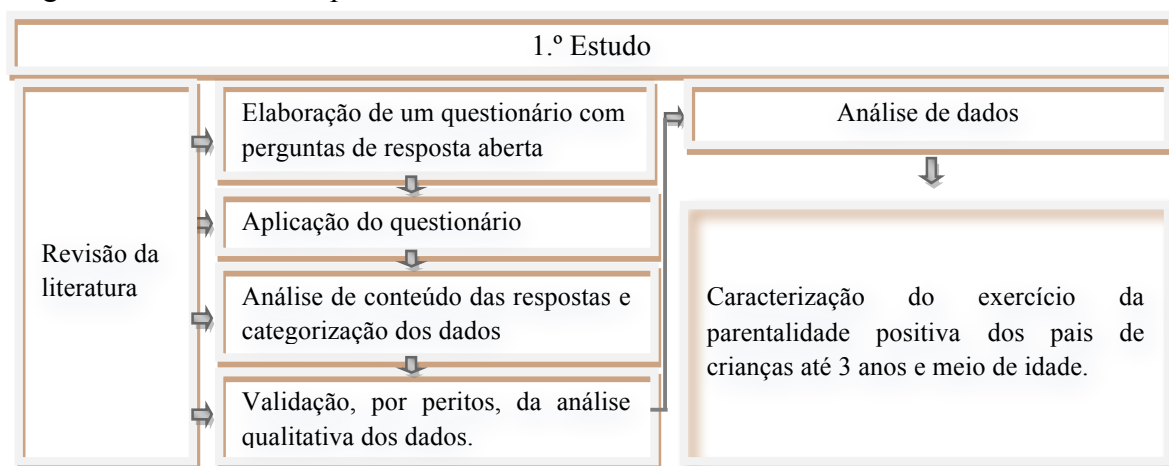 1.º Estudo
Revisão da
literatura
Elaboração de um questionário com
perguntas de resposta aberta
Aplicação do questionário
Análise de conteúdo das respostas e
categorização dos dados
Validação, por peritos, da análise
qualitativa dos dados.
Análise de dados
Caracterização do exercício da
parentalidade positiva dos pais de
crianças até 3 anos e meio de idade.